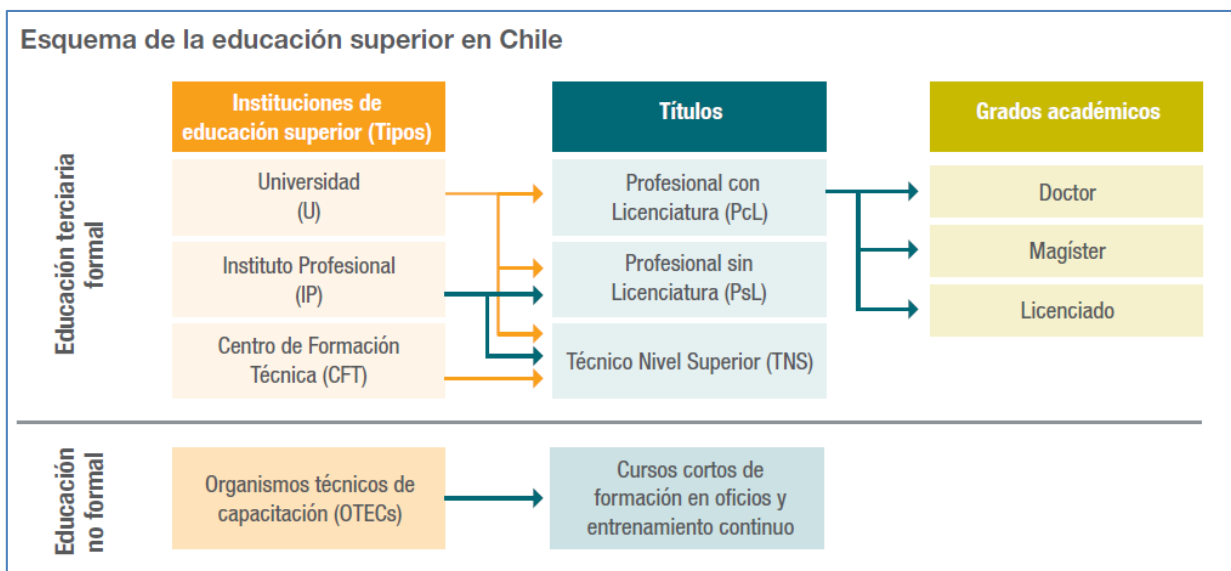 Esquema de la educación superior en Chile
Instituciones de
educación superior (Tipos)
Títulos
Grados académicos
Educación terciaria
formal
Universidad
(U)
Profesional con
Licenciatura (PcL)
Doctor
Instituto Profesional
(IP)
Profesional sin
Licenciatura (PsL)
Magíster
Licenciado
Centro de Formación
Técnica (CFT)
Técnico Nivel Superior (TNS)
Educación
no formal
Organismos técnicos de
capacitación (OTECs)
Cursos cortos de
formación en oficios y
entrenamiento continuo